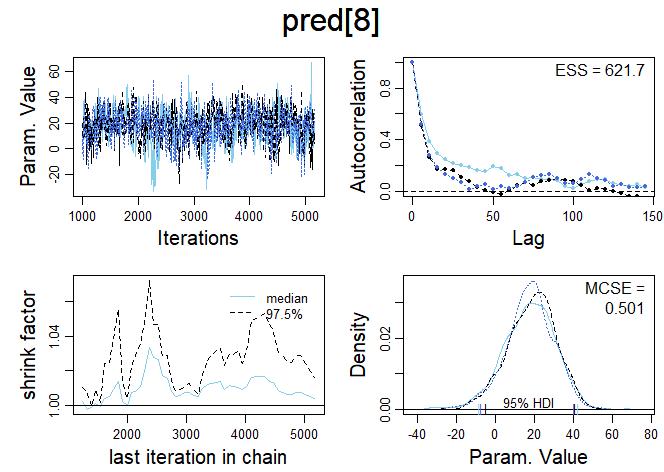 pred[8]
Param. Value
60
40
20
0
-20
1000 2000 3000 4000 5000
Iterations
Autocorrelation
0.8
0.4
0.0
ESS = 621.7
0 50 100 150
Lag
shrink factor
1.04
1.00
median
97.5%
2000 3000 4000 5000
last iteration in chain
Density
0.02
0.00
MCSE =
0.501
95% HDI
-40 -20 0 20 40 60 80
Param. Value